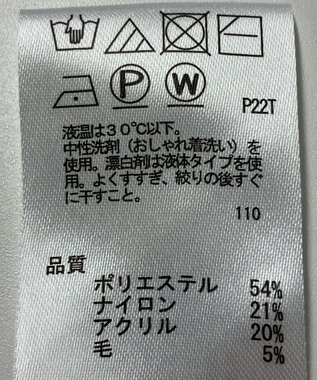 P
W
P22T
液温は30℃以下。
中性洗剤（おしゃれ着洗い）を
使用。漂白剤は液体タイプを使
用。よくすすぎ、絞りの後すぐ
に干すこと。
110
品質
ポリエステル 54%
ナイロン 21%
アクリル 20%
毛 5%